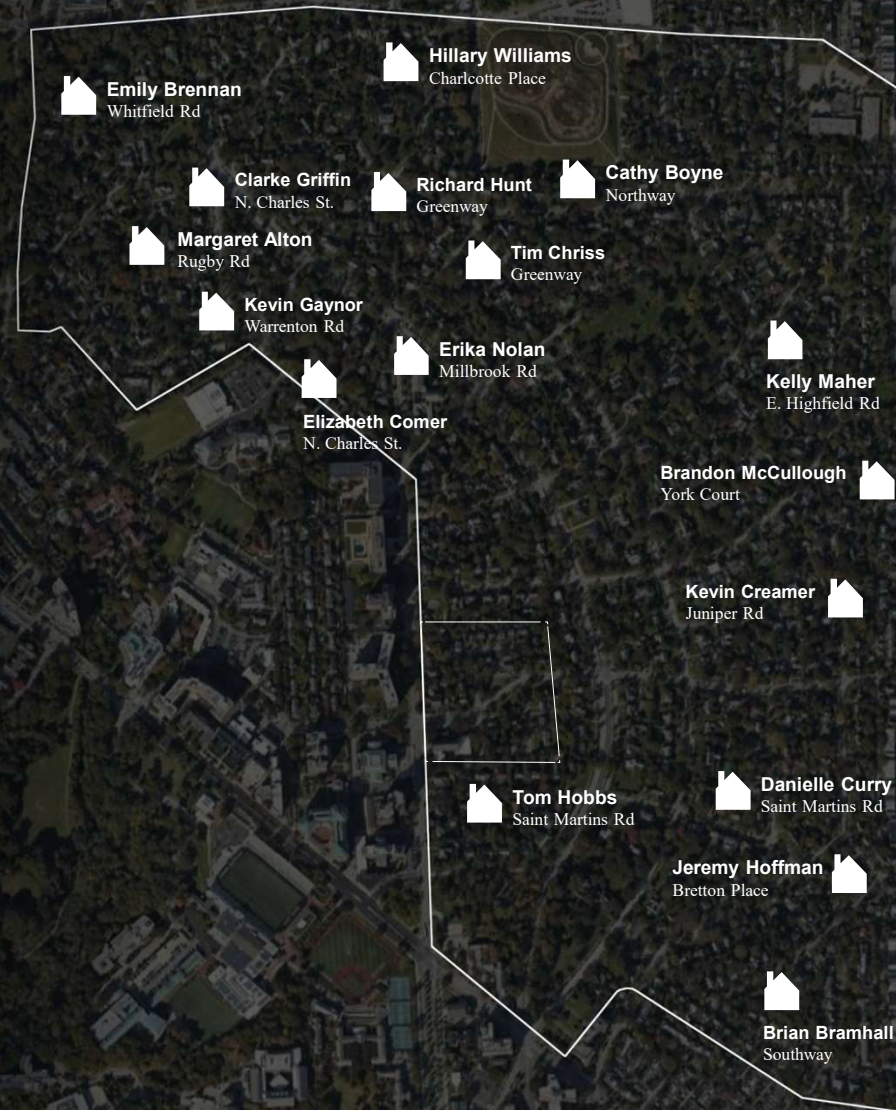 Hillary Williams
Charlcotte Place
Emily Brennan
Whitfield Rd
Clarke Griffin
N. Charles St.
Richard Hunt
Greenway
Cathy Boyne
Northway
Margaret Alton
Rugby Rd
Tim Chriss
Greenway
Kevin Gaynor
Warrenton Rd
Erika Nolan
Millbrook Rd
Kelly Maher
E. Highfield Rd
Elizabeth Comer
N. Charles St.
Brandon McCullough
York Court
Kevin Creamer
Juniper Rd
Tom Hobbs
Saint Martins Rd
Danielle Curry
Saint Martins Rd
Jeremy Hoffman
Bretton Place
Brian Bramhall
Southway